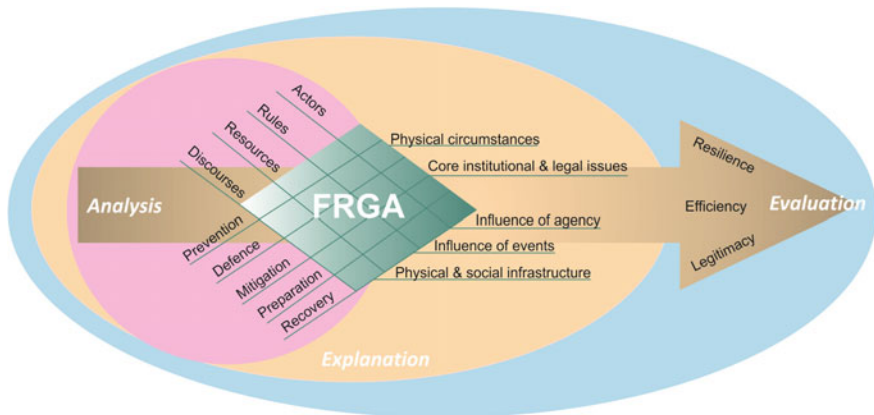 Actors
Rules
Resources
Discourses
Physical circumstances
Core institutional & legal issues
Resilience
Analysis
FRGA
Efficiency
Evaluation
Influence of agency
Prevention
Defence
Influence of events
Legitimacy
Mitigation
Physical & social infrastructure
Preparation
Recovery
Explanation